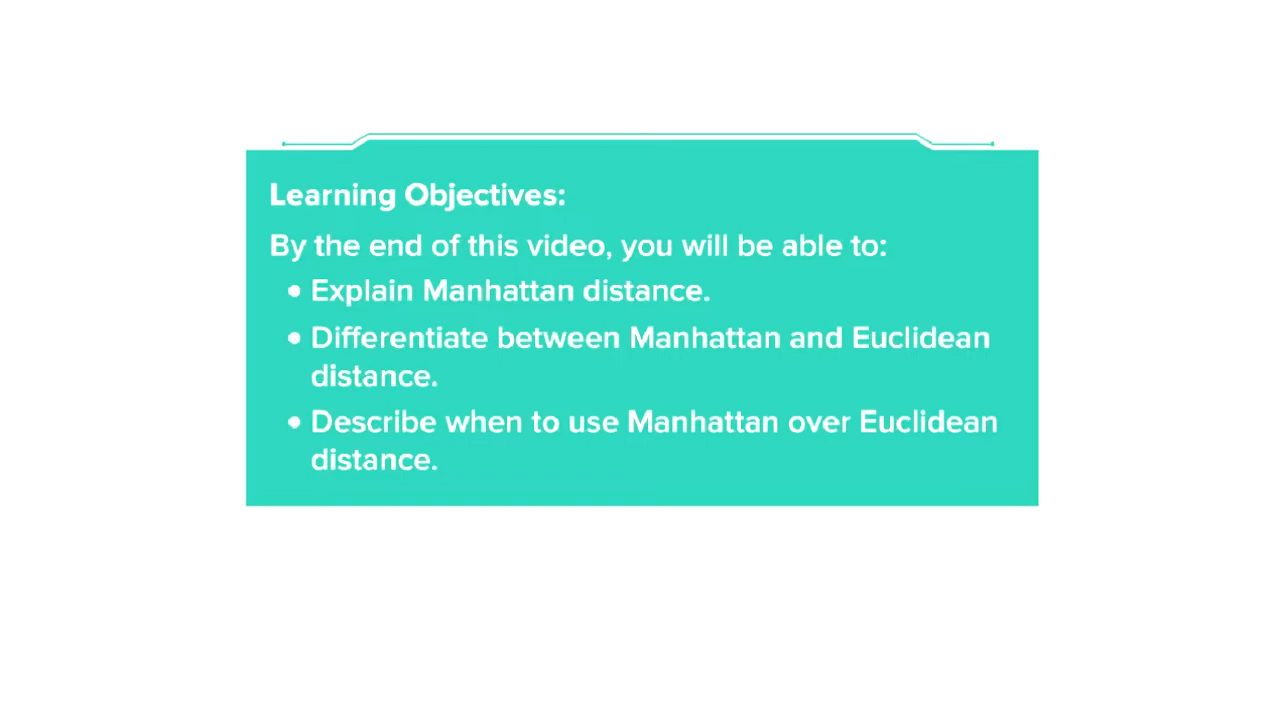 Learning Objectives:
By the end of this video, you will be able to:
• Explain Manhattan distance.
• Differentiate between Manhattan and Euclidean
distance.
• Describe when to use Manhattan over Euclidean
distance.